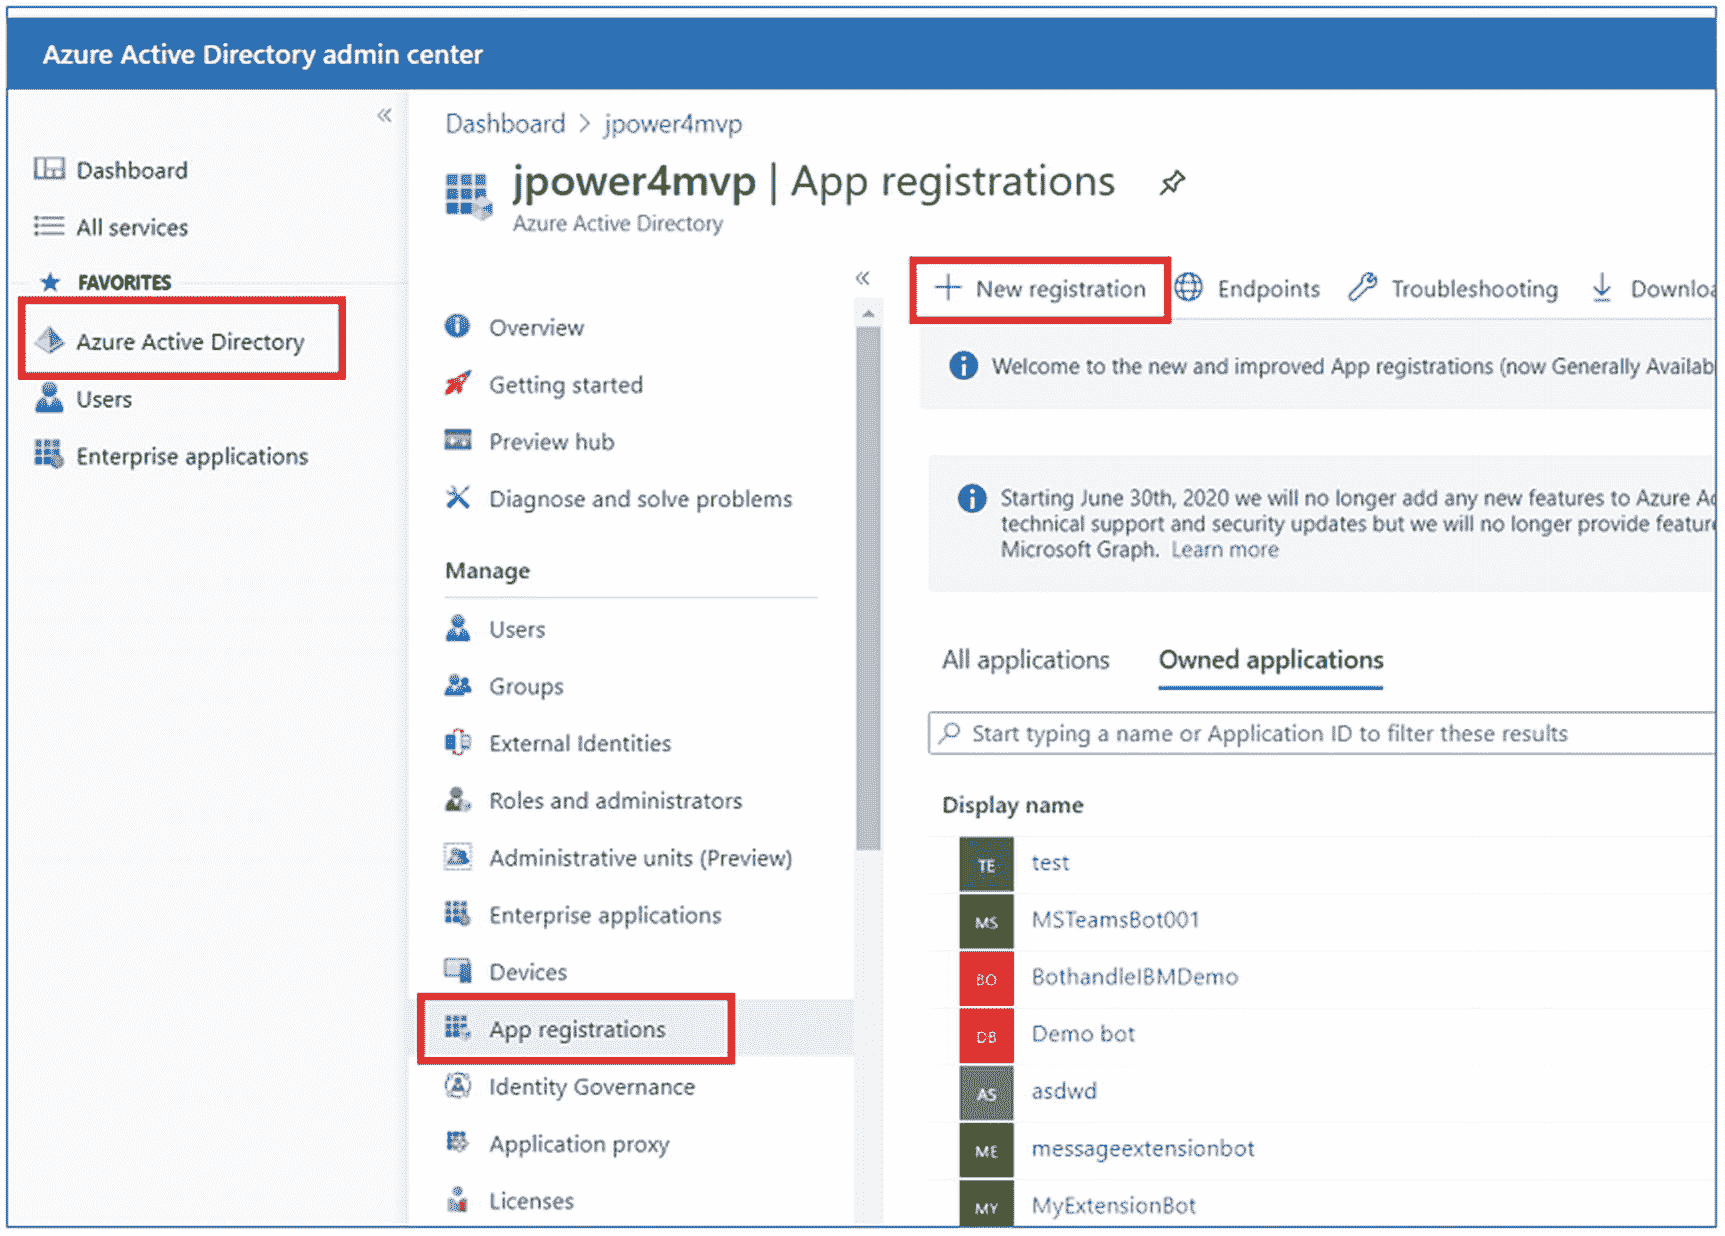 Azure Active Directory admin center
Dashboard
All services
FAVORITES
Azure Active Directory
Users
Enterprise applications
Dashboard > jpower4mvp
jpower4mvp | App registrations
Azure Active Directory
Overview
Getting started
Preview hub
Diagnose and solve problems
Manage
Users
Groups
External Identities
Roles and administrators
Administrative units (Preview)
Enterprise applications
Devices
App registrations
Identity Governance
Application proxy
Licenses
New registration Endpoints Troubleshooting Downloa
Welcome to the new and improved App registrations (now Generally Availab
Starting June 30th, 2020 we will no longer add any new features to Azure Ac
technical support and security updates but we will no longer provide feature
Microsoft Graph. Learn more
All applications Owned applications
Start typing a name or Application ID to filter these results
Display name
TE test
MS MSTeamsBot001
BO BothandleIBMDemo
DB Demo bot
AS asdwd
ME messageextensionbot
MY MyExtensionBot